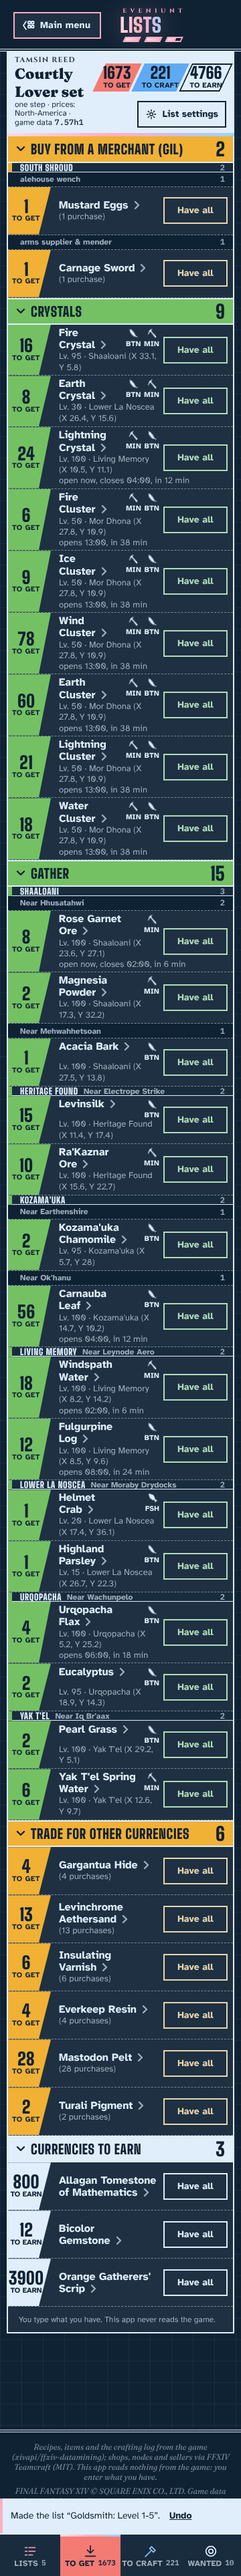 Main menu
EVENIUNT
LISTS
TAMSIN REED
Courtly
Lover set
one step · prices:
North-America ·
game data 7.57h1
1673
TO GET
221
TO CRAFT
4766
TO EARN
List settings
BUY FROM A MERCHANT (GIL) 2
SOUTH SHROUD 2
alehouse wench 1
1
TO GET
Mustard Eggs
(1 purchase)
Have all
arms supplier & mender 1
1
TO GET
Carnage Sword
(1 purchase)
Have all
CRYSTALS 9
16
TO GET
Fire
Crystal
BTN MIN
Lv. 95 · Shaaloani (X 33.1,
Y 5.8)
Have all
8
TO GET
Earth
Crystal
BTN MIN
Lv. 30 · Lower La Noscea
(X 26.4, Y 15.6)
Have all
24
TO GET
Lightning
Crystal
MIN BTN
Lv. 100 · Living Memory
(X 10.5, Y 11.1)
open now, closes 04:00, in 12 min
Have all
6
TO GET
Fire
Cluster
MIN BTN
Lv. 50 · Mor Dhona (X
27.8, Y 10.9)
opens 13:00, in 38 min
Have all
9
TO GET
Ice
Cluster
MIN BTN
Lv. 50 · Mor Dhona (X
27.8, Y 10.9)
opens 13:00, in 38 min
Have all
78
TO GET
Wind
Cluster
MIN BTN
Lv. 50 · Mor Dhona (X
27.8, Y 10.9)
opens 13:00, in 38 min
Have all
60
TO GET
Earth
Cluster
MIN BTN
Lv. 50 · Mor Dhona (X
27.8, Y 10.9)
opens 13:00, in 38 min
Have all
21
TO GET
Lightning
Cluster
MIN BTN
Lv. 50 · Mor Dhona (X
27.8, Y 10.9)
opens 13:00, in 38 min
Have all
18
TO GET
Water
Cluster
MIN BTN
Lv. 50 · Mor Dhona (X
27.8, Y 10.9)
opens 13:00, in 38 min
Have all
GATHER 15
SHAALOANI 3
Near Hhusatahwi 2
8
TO GET
Rose Garnet
Ore
MIN
Lv. 100 · Shaaloani (X
23.6, Y 27.1)
open now, closes 02:00, in 6 min
Have all
2
TO GET
Magnesia
Powder
MIN
Lv. 100 · Shaaloani (X
17.3, Y 32.2)
Have all
Near Mehwahhetsoan 1
1
TO GET
Acacia Bark
BTN
Lv. 100 · Shaaloani (X
27.5, Y 13.8)
Have all
HERITAGE FOUND Near Electrope Strike 2
15
TO GET
Levinsilk
BTN
Lv. 100 · Heritage Found
(X 11.4, Y 17.4)
Have all
10
TO GET
Ra'Kaznar
Ore
MIN
Lv. 100 · Heritage Found
(X 15.6, Y 22.7)
Have all
KOZAMA'UKA 2
Near Earthenshire 1
2
TO GET
Kozama'uka
Chamomile
BTN
Lv. 95 · Kozama'uka (X
5.7, Y 28)
Have all
Near Ok'hanu 1
56
TO GET
Carnauba
Leaf
BTN
Lv. 100 · Kozama'uka (X
14.7, Y 10.2)
opens 04:00, in 12 min
Have all
LIVING MEMORY Near Leynode Aero 2
18
TO GET
Windspath
Water
MIN
Lv. 100 · Living Memory
(X 8.2, Y 14.2)
opens 02:00, in 6 min
Have all
12
TO GET
Fulgurpine
Log
BTN
Lv. 100 · Living Memory
(X 8.5, Y 9.6)
opens 08:00, in 24 min
Have all
LOWER LA NOSCEA Near Moraby Drydocks 2
1
TO GET
Helmet
Crab
FSH
Lv. 20 · Lower La Noscea
(X 17.4, Y 36.1)
Have all
1
TO GET
Highland
Parsley
BTN
Lv. 15 · Lower La Noscea
(X 26.7, Y 22.3)
Have all
URQOPACHA Near Wachunpelo 2
4
TO GET
Urqopacha
Flax
BTN
Lv. 100 · Urqopacha (X
5.2, Y 25.2)
opens 06:00, in 18 min
Have all
2
TO GET
Eucalyptus
BTN
Lv. 95 · Urqopacha (X
18.9, Y 14.3)
Have all
YAK T'EL Near Iq Br'aax 2
2
TO GET
Pearl Grass
BTN
Lv. 100 · Yak T'el (X 29.2,
Y 5.1)
Have all
6
TO GET
Yak T'el Spring
Water
MIN
Lv. 100 · Yak T'el (X 12.6,
Y 9.7)
Have all
TRADE FOR OTHER CURRENCIES 6
4
TO GET
Gargantua Hide
(4 purchases)
Have all
13
TO GET
Levinchrome
Aethersand
(13 purchases)
Have all
6
TO GET
Insulating
Varnish
(6 purchases)
Have all
4
TO GET
Everkeep Resin
(4 purchases)
Have all
28
TO GET
Mastodon Pelt
(28 purchases)
Have all
2
TO GET
Turali Pigment
(2 purchases)
Have all
CURRENCIES TO EARN 3
800
TO EARN
Allagan Tomestone
of Mathematics
Have all
12
TO EARN
Bicolor
Gemstone
Have all
3900
TO EARN
Orange Gatherers'
Scrip
Have all
You type what you have. This app never reads the game.
Recipes, items and the crafting log from the game
(xivapi/ffxiv-datamining); shops, nodes and sellers via FFXIV
Teamcraft (MIT). This app reads nothing from the game: you
enter what you have.
FINAL FANTASY XIV © SQUARE ENIX CO., LTD. Game data
Made the list “Goldsmith: Level 1-5”. Undo
LISTS 5
TO GET 1673
TO CRAFT 221
WANTED 10